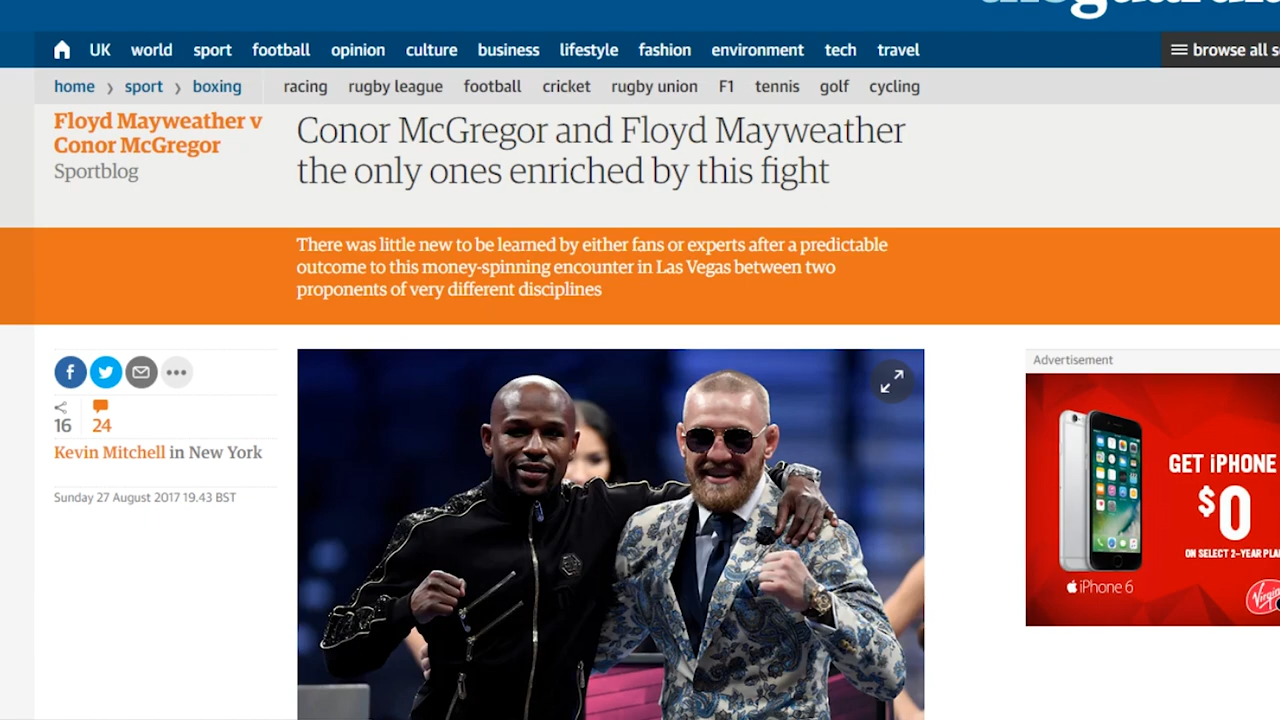 UK world sport football opinion culture business lifestyle fashion environment tech travel
browse all
home › sport › boxing racing rugby league football cricket rugby union F1 tennis golf cycling
Floyd Mayweather v
Conor McGregor
Sportblog
Conor McGregor and Floyd Mayweather
the only ones enriched by this fight
There was little new to be learned by either fans or experts after a predictable
outcome to this money-spinning encounter in Las Vegas between two
proponents of very different disciplines
16 24
Kevin Mitchell in New York
Sunday 27 August 2017 19.43 BST
Advertisement
GET iPHONE
$0
ON SELECT 2-YEAR PLA
iPhone 6
Virgin